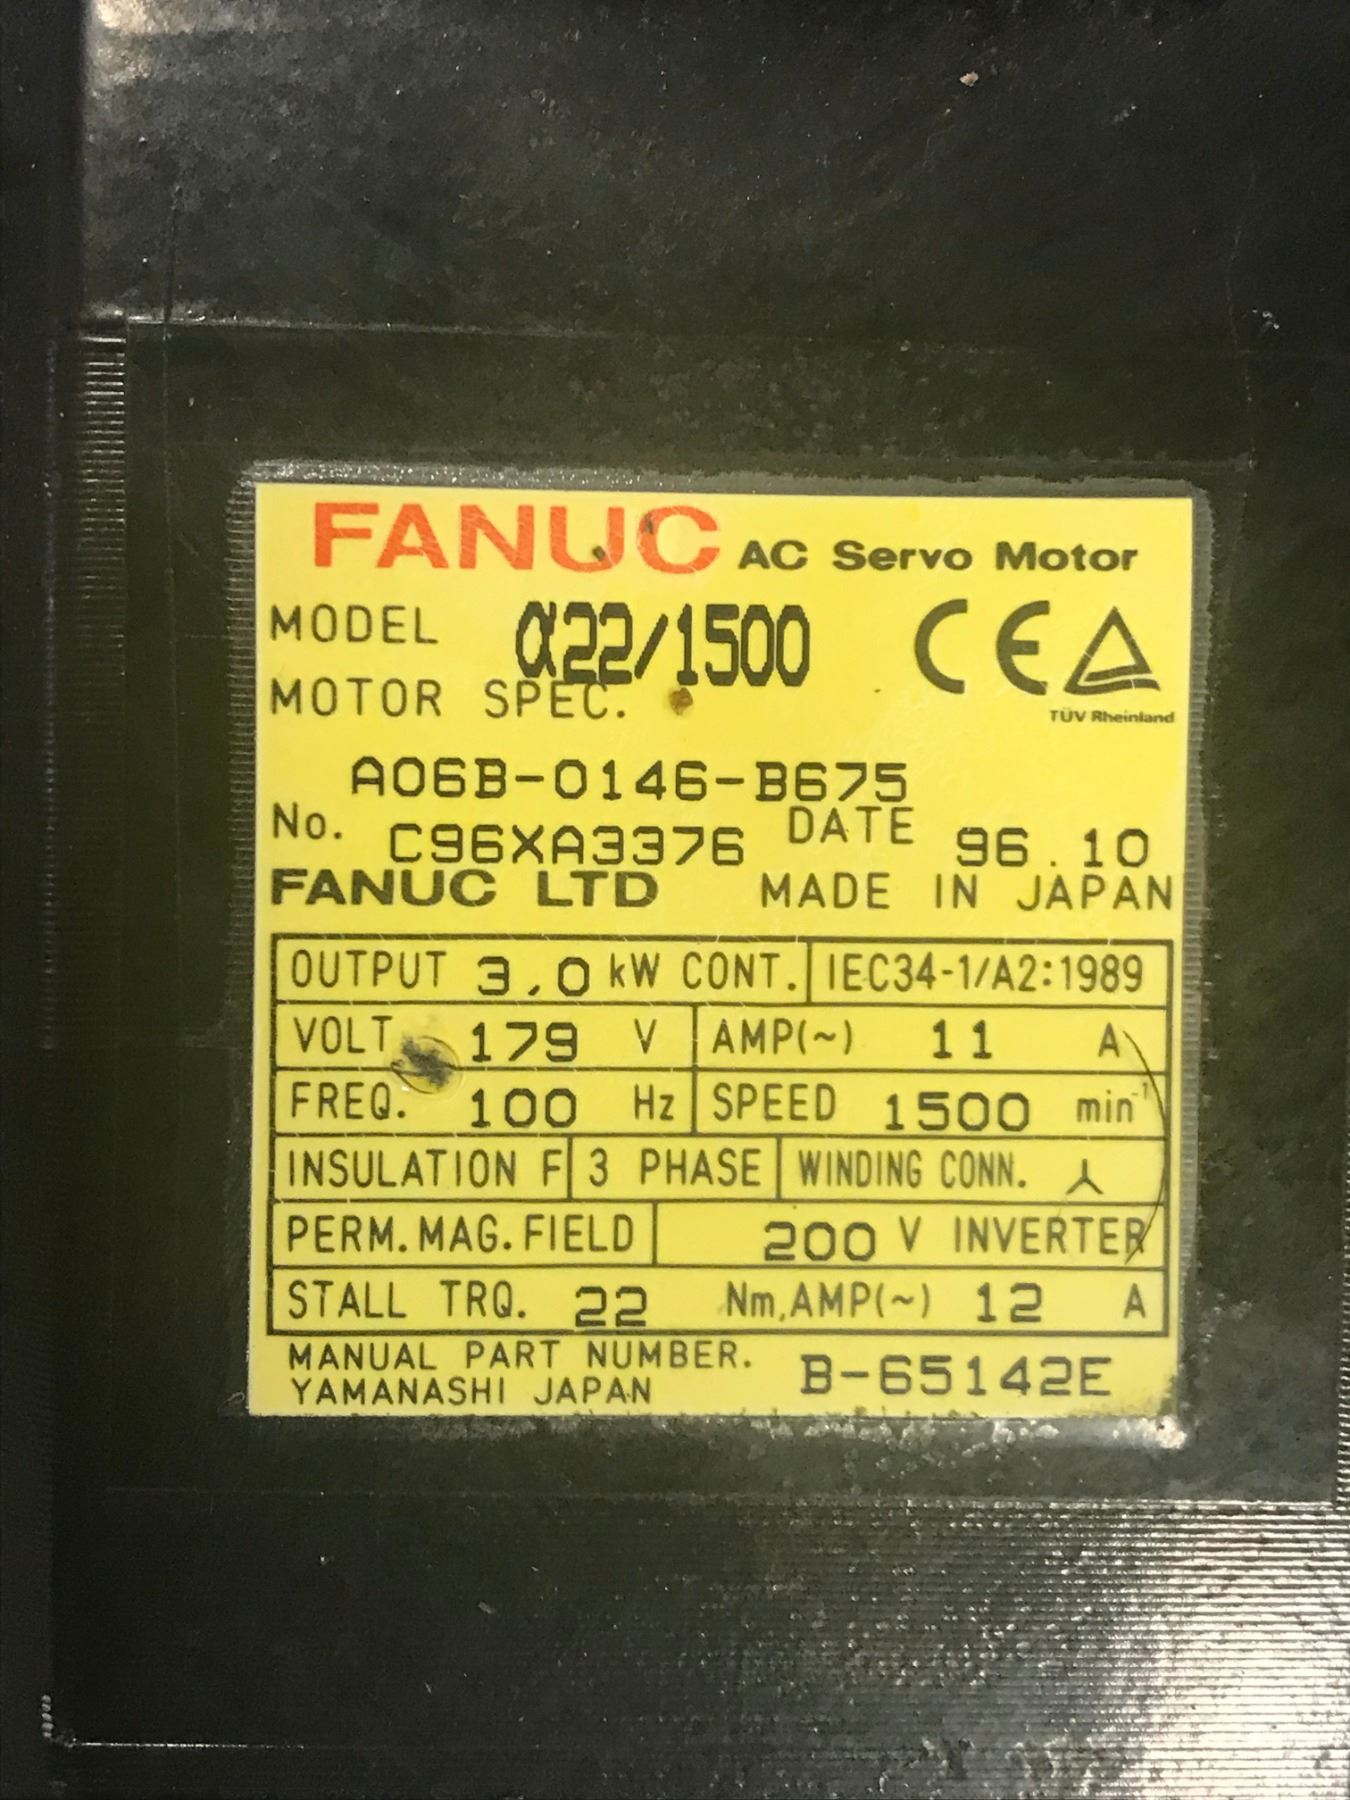 FANUC AC Servo Motor
MODEL α22/1500 CE
MOTOR SPEC. TÜV Rheinland
A06B-0146-B675
No. C96XA3376 DATE 96.10
FANUC LTD MADE IN JAPAN
OUTPUT 3.0 kW CONT. IEC34-1/A2:1989
VOLT 179 V AMP(~) 11 A
FREQ. 100 Hz SPEED 1500 min⁻¹
INSULATION F 3 PHASE WINDING CONN.
PERM.MAG.FIELD 200 V INVERTER
STALL TRQ. 22 Nm,AMP(~) 12 A
MANUAL PART NUMBER. B-65142E
YAMANASHI JAPAN